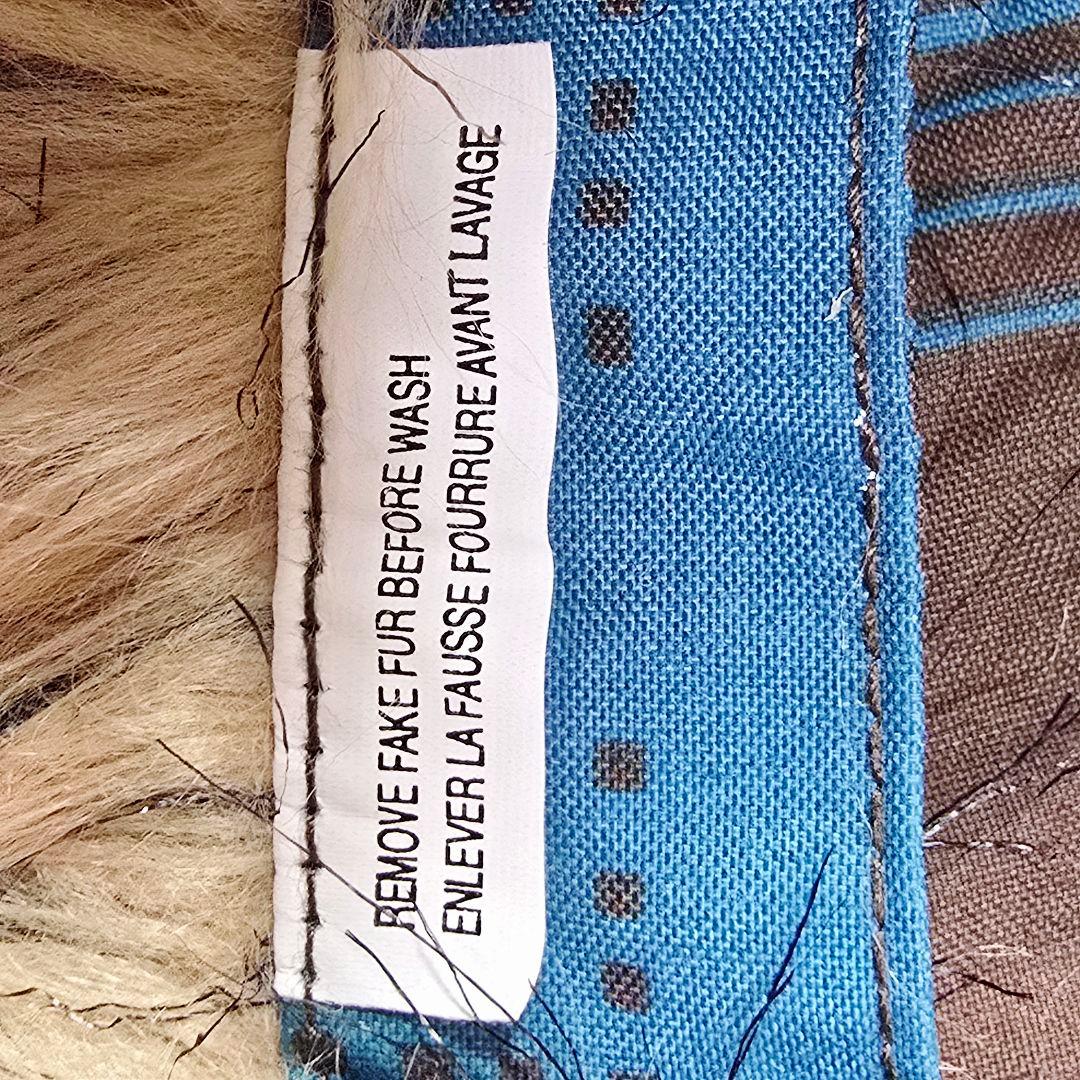 REMOVE FAKE FUR BEFORE WASH
ENLEVER LA FAUSSE FOURRURE AVANT LAVAGE